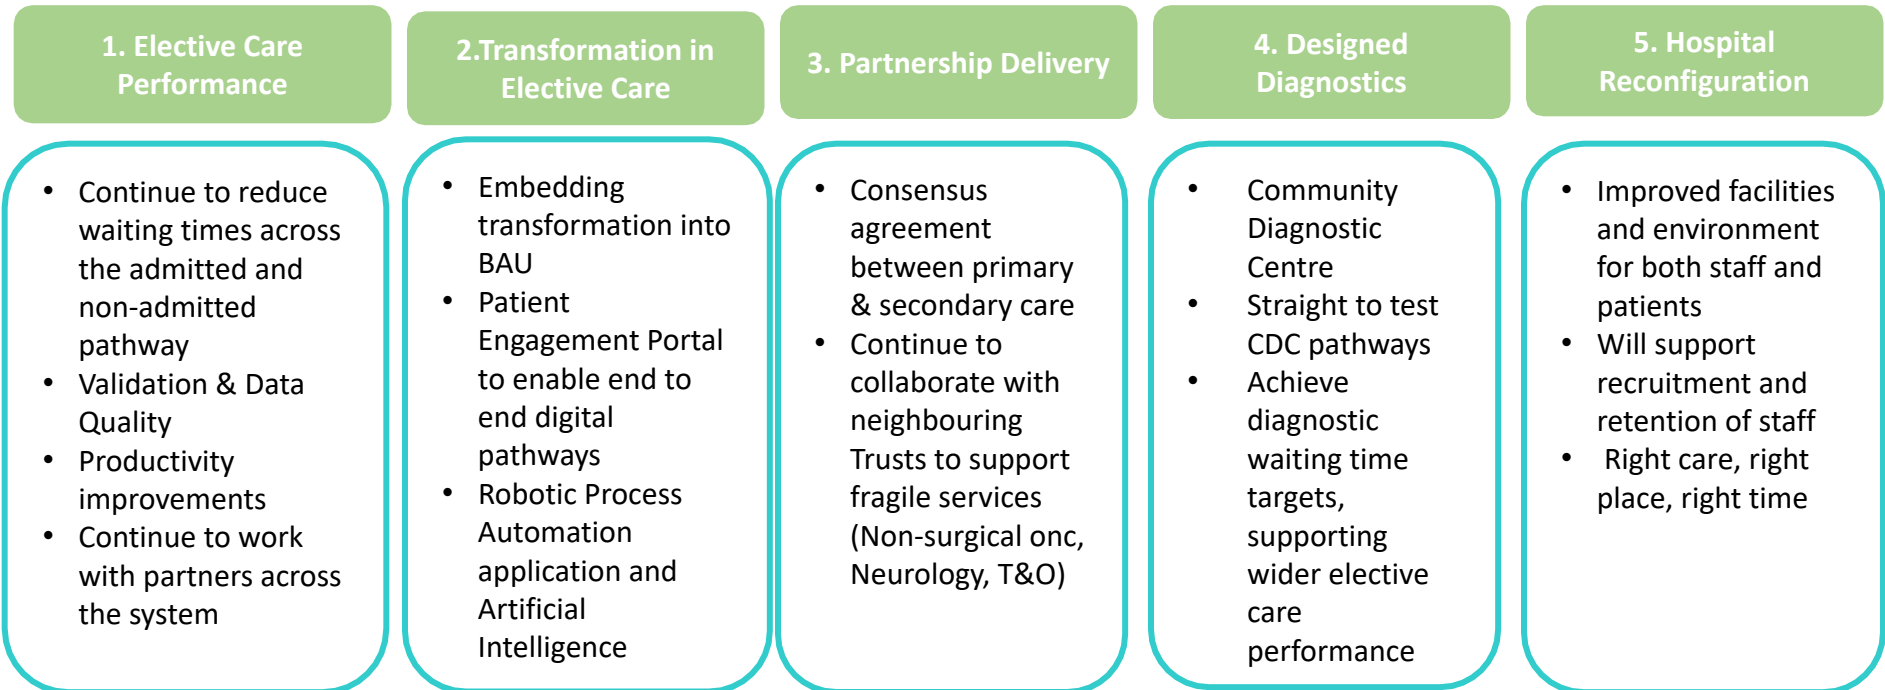 1. Elective Care
Performance
2.Transformation in
Elective Care
3. Partnership Delivery
4. Designed
Diagnostics
5. Hospital
Reconfiguration
• Continue to reduce
waiting times across
the admitted and
non-admitted
pathway
• Validation & Data
Quality
• Productivity
improvements
• Continue to work
with partners across
the system
• Embedding
transformation into
BAU
• Patient
Engagement Portal
to enable end to
end digital
pathways
• Robotic Process
Automation
application and
Artificial
Intelligence
• Consensus
agreement
between primary
& secondary care
• Continue to
collaborate with
neighbouring
Trusts to support
fragile services
(Non-surgical onc,
Neurology, T&O)
• Community
Diagnostic
Centre
• Straight to test
CDC pathways
• Achieve
diagnostic
waiting time
targets,
supporting
wider elective
care
performance
• Improved facilities
and environment
for both staff and
patients
• Will support
recruitment and
retention of staff
• Right care, right
place, right time